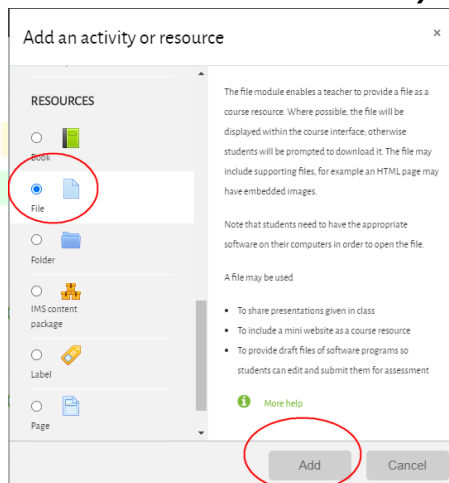 Add an activity or resource
×
RESOURCES
Book
File
Folder
IMS content
package
Label
Page
The file module enables a teacher to provide a file as a
course resource. Where possible, the file will be
displayed within the course interface; otherwise
students will be prompted to download it. The file may
include supporting files, for example an HTML page may
have embedded images.
Note that students need to have the appropriate
software on their computers in order to open the file.
A file may be used
• To share presentations given in class
• To include a mini website as a course resource
• To provide draft files of software programs so
students can edit and submit them for assessment
More help
Add
Cancel